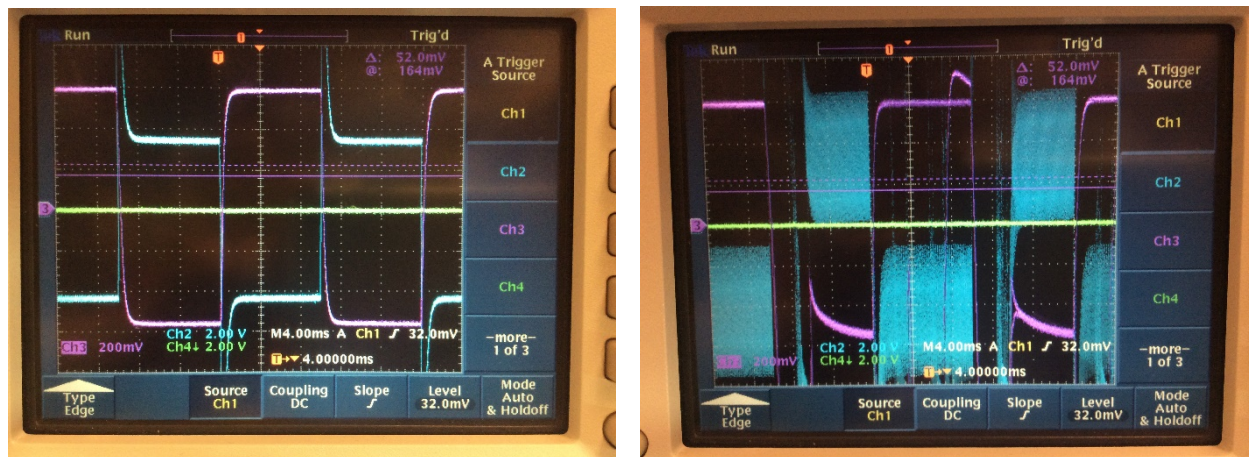 Run
Trig'd
Δ: 52.0mV
@: 164mV
A Trigger
Source
Ch1
Ch2
Ch3
Ch4
-more-
1 of 3
T
3
Ch2 2.00 V
M4.00ms A Ch1 ƒ 32.0mV
Ch3 200mV
Ch4↓ 2.00 V
T→▾ 4.00000ms
Type
Edge
Source
Ch1
Coupling
DC
Slope
ƒ
Level
32.0mV
Mode
Auto
& Holdoff
Run
Trig'd
Δ: 52.0mV
@: 164mV
A Trigger
Source
Ch1
Ch2
Ch3
Ch4
-more-
1 of 3
T
3
Ch2 2.00 V
M4.00ms A Ch1 ƒ 32.0mV
200mV
Ch4↓ 2.00 V
T→▾ 4.00000ms
Type
Edge
Source
Ch1
Coupling
DC
Slope
ƒ
Level
32.0mV
Mode
Auto
& Holdoff